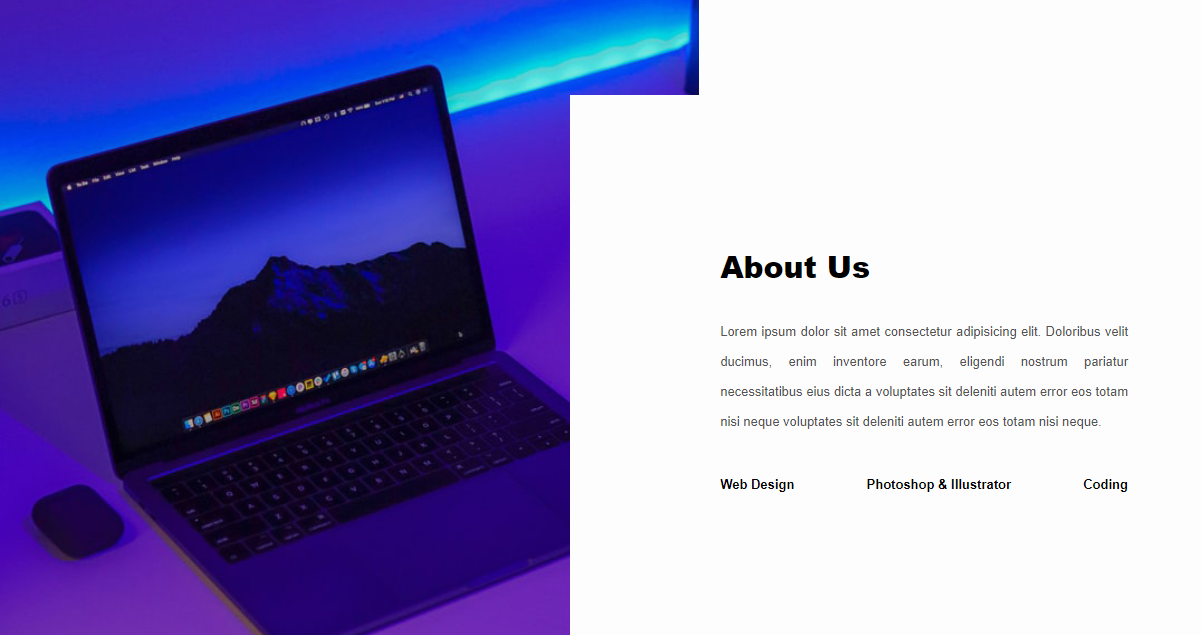 About Us
Lorem ipsum dolor sit amet consectetur adipisicing elit. Doloribus velit
ducimus, enim inventore earum, eligendi nostrum pariatur
necessitatibus eius dicta a voluptates sit deleniti autem error eos totam
nisi neque voluptates sit deleniti autem error eos totam nisi neque.
Web Design Photoshop & Illustrator Coding